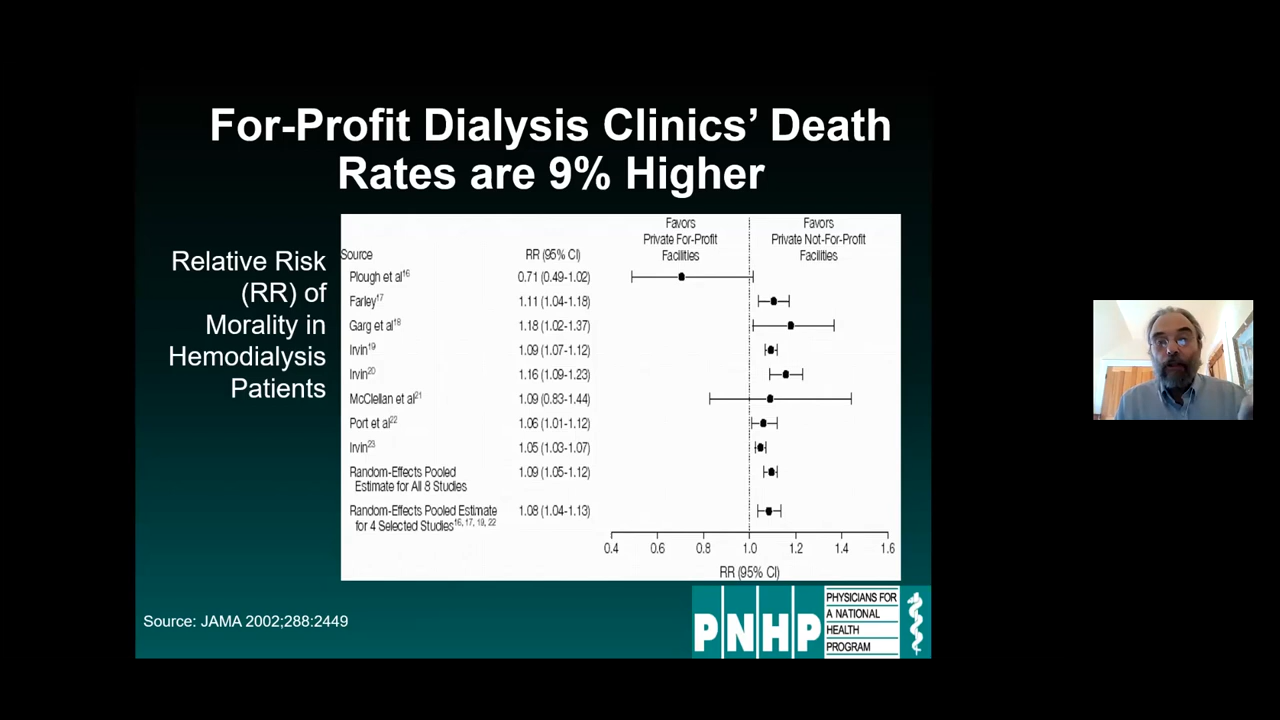 For-Profit Dialysis Clinics’ Death
Rates are 9% Higher
Relative Risk
(RR) of
Morality in
Hemodialysis
Patients
Favors
Private For-Profit
Facilities
Favors
Private Not-For-Profit
Facilities
Source RR (95% CI)
Plough et al16 0.71 (0.49-1.02)
Farley17 1.11 (1.04-1.18)
Garg et al18 1.18 (1.02-1.37)
Irvin19 1.09 (1.07-1.12)
Irvin20 1.16 (1.09-1.23)
McClellan et al21 1.09 (0.83-1.44)
Port et al22 1.06 (1.01-1.12)
Irvin23 1.05 (1.03-1.07)
Random-Effects Pooled 1.09 (1.05-1.12)
Estimate for All 8 Studies
Random-Effects Pooled Estimate 1.08 (1.04-1.13)
for 4 Selected Studies16, 17, 19, 22
0.4 0.6 0.8 1.0 1.2 1.4 1.6
RR (95% CI)
Source: JAMA 2002;288:2449
PNHP
PHYSICIANS FOR
A NATIONAL
HEALTH
PROGRAM